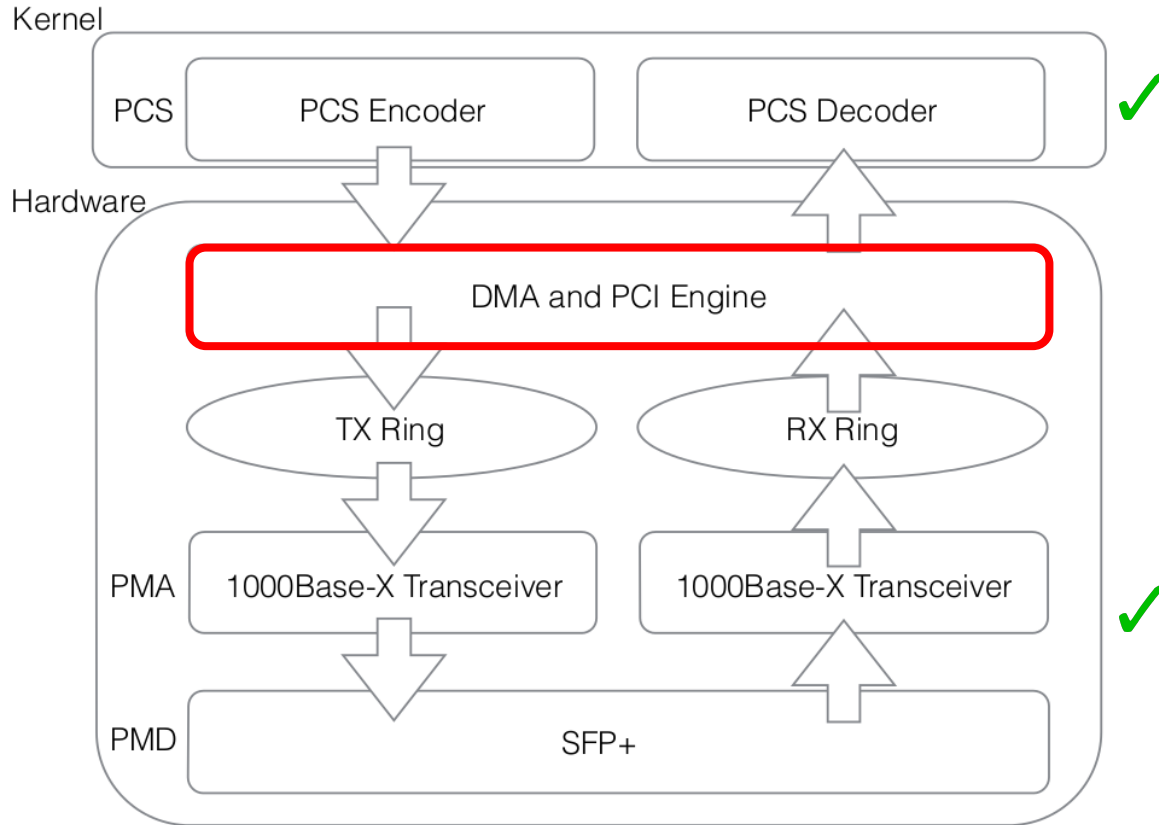 Kernel
PCS
PCS Encoder
PCS Decoder
Hardware
DMA and PCI Engine
TX Ring
RX Ring
PMA
1000Base-X Transceiver
1000Base-X Transceiver
PMD
SFP+